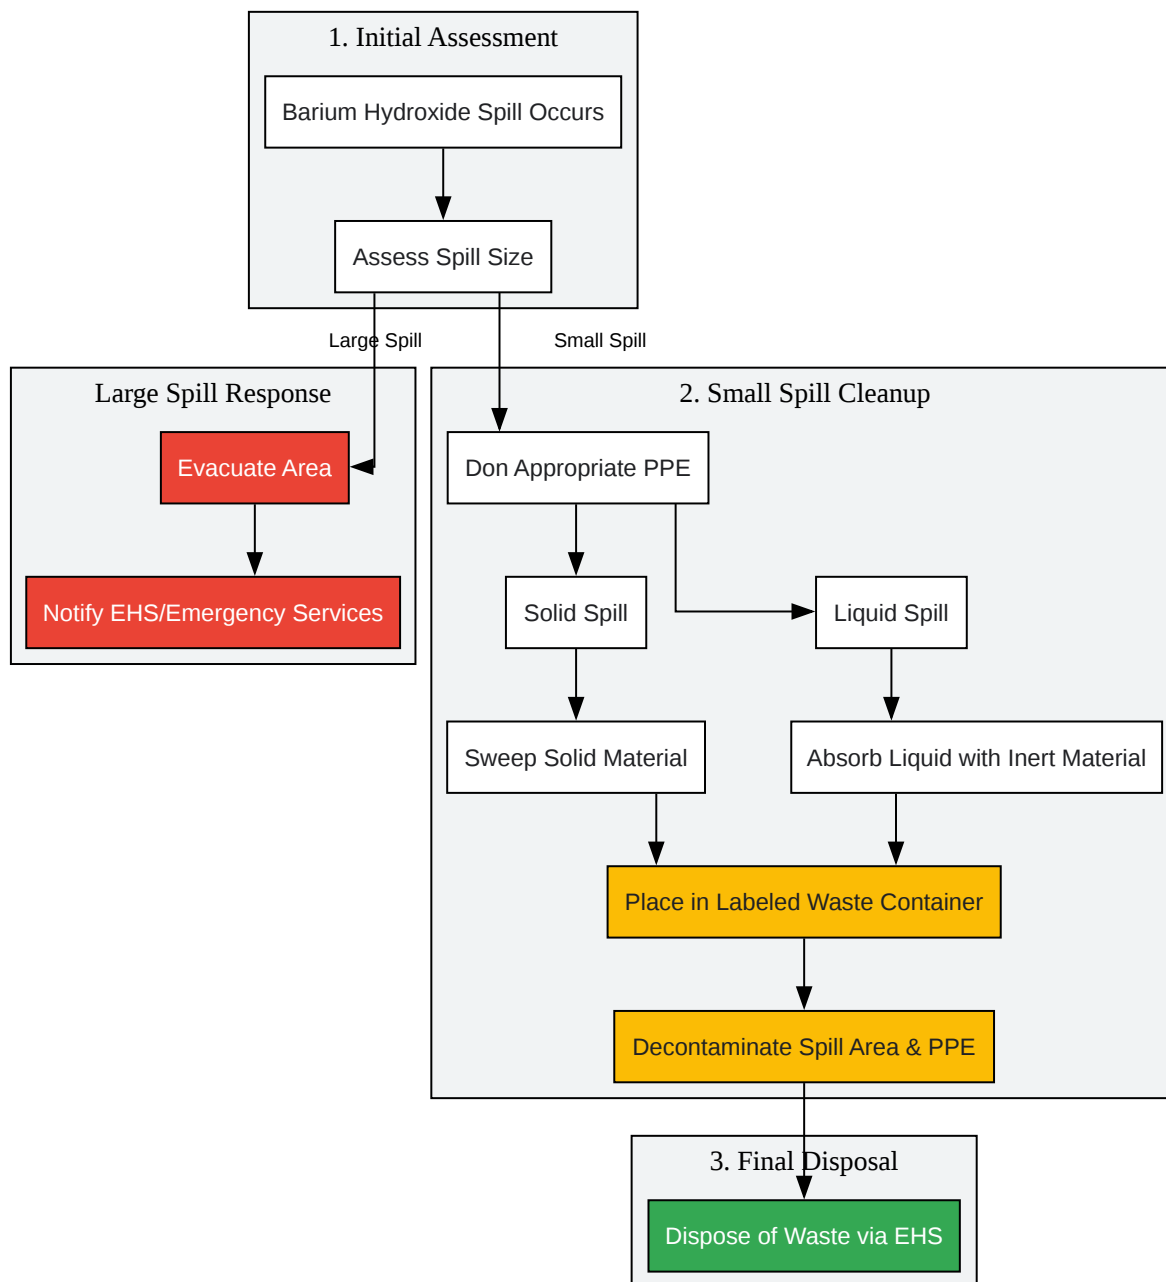 1. Initial Assessment
Barium Hydroxide Spill Occurs
Assess Spill Size
Large Spill
Small Spill
Large Spill Response
Evacuate Area
Notify EHS/Emergency Services
2. Small Spill Cleanup
Don Appropriate PPE
Solid Spill
Liquid Spill
Sweep Solid Material
Absorb Liquid with Inert Material
Place in Labeled Waste Container
Decontaminate Spill Area & PPE
3. Final Disposal
Dispose of Waste via EHS